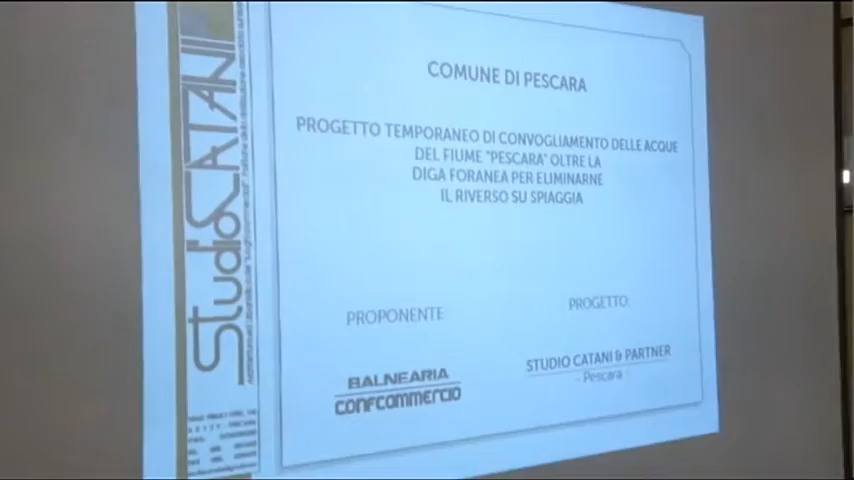 StudioCATANI
COMUNE DI PESCARA
PROGETTO TEMPORANEO DI CONVOGLIAMENTO DELLE ACQUE
DEL FIUME "PESCARA" OLTRE LA
DIGA FORANEA PER ELIMINARNE
IL RIVERSO SU SPIAGGIA
PROPONENTE
BALNEARIA
CONFCOMMERCIO
PROGETTO
STUDIO CATANI & PARTNER
- Pescara -